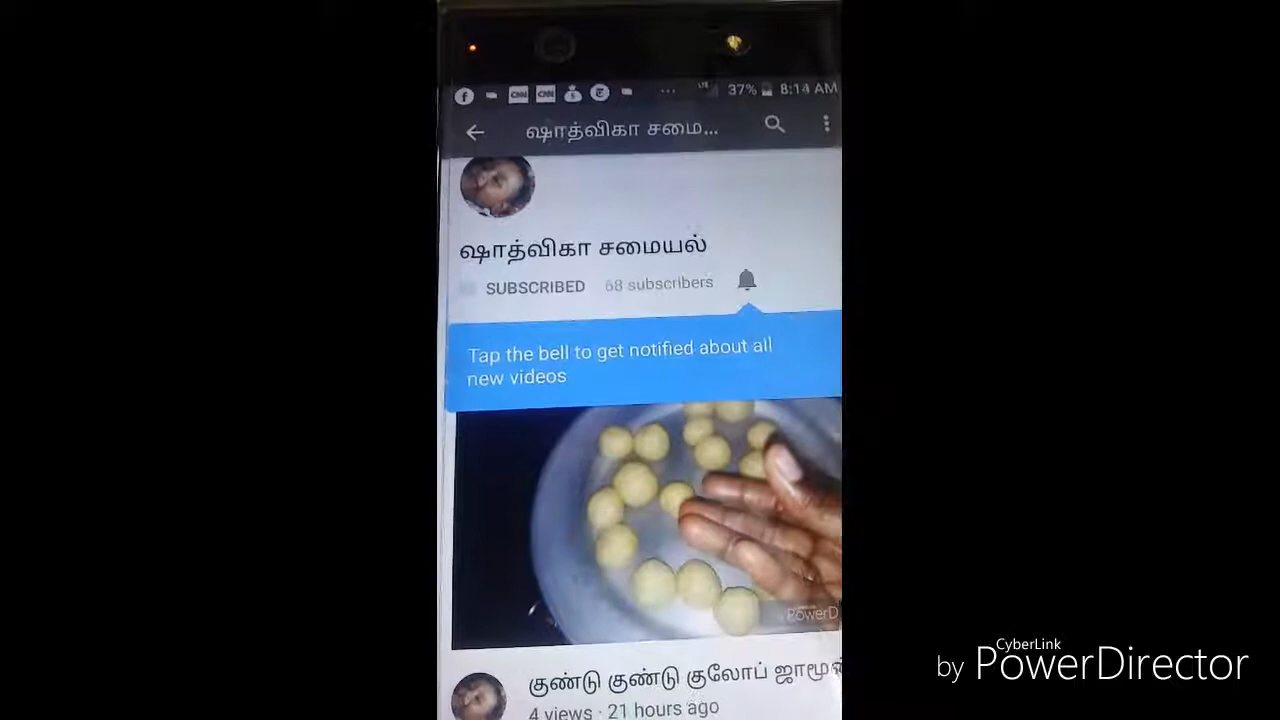 37% 8:14 AM
ஷாத்விகா சமை...
ஷாத்விகா சமையல்
SUBSCRIBED 68 subscribers
Tap the bell to get notified about all
new videos
PowerD
குண்டு குண்டு குலோப் ஜாமூன்
4 views · 21 hours ago
CyberLink
by PowerDirector